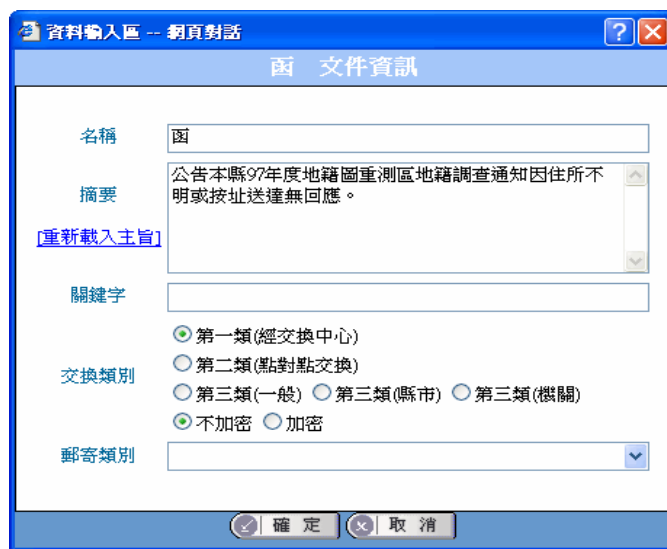 資料輸入區 -- 網頁對話
函 文件資訊
名稱 函
摘要 公告本縣97年度地籍圖重測區地籍調查通知因住所不
明或按址送達無回應。
[重新載入主旨]
關鍵字
交換類別
第一類(經交換中心)
第二類(點對點交換)
第三類(一般) 第三類(縣市) 第三類(機關)
不加密 加密
郵寄類別
確 定 取 消